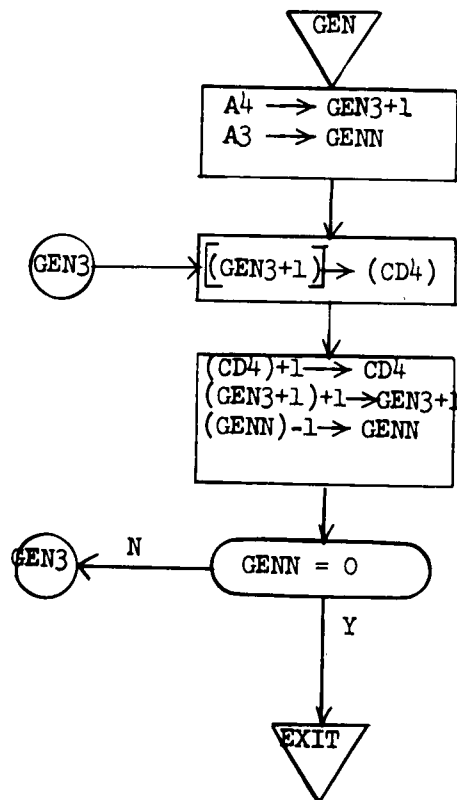 GEN
A4 → GEN3+1
A3 → GENN
GEN3
[(GEN3+1)] → (CD4)
(CD4)+1 → CD4
(GEN3+1)+1 → GEN3+1
(GENN)-1 → GENN
GENN = 0
N
GEN3
Y
EXIT